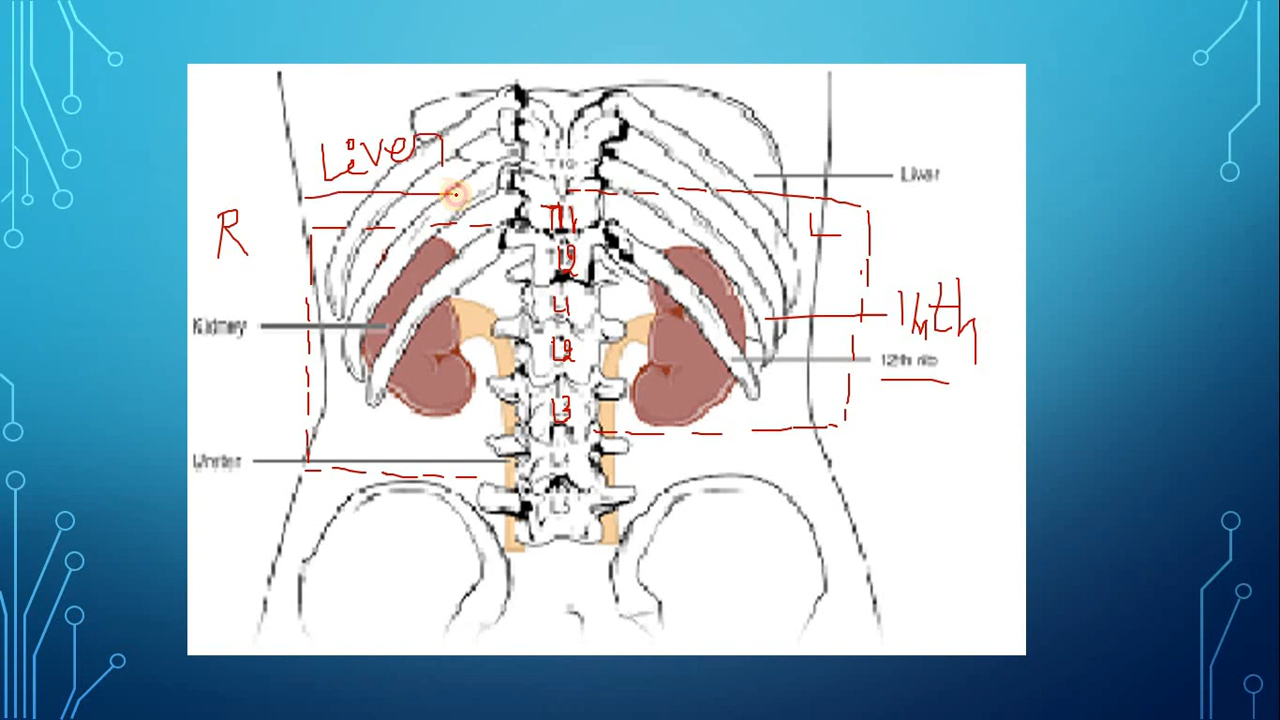 Liver
T10
Liver
R
T11
L
T12
L1
11th
Kidney
L2
12th rib
L3
Ureter
L4
L5